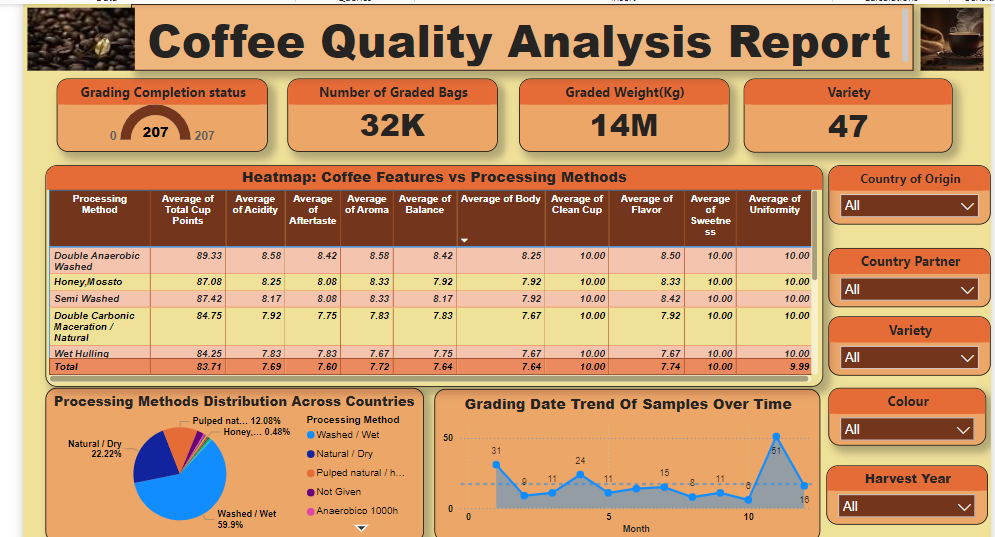 Coffee Quality Analysis Report
Grading Completion status
0 207 207
Number of Graded Bags
32K
Graded Weight(Kg)
14M
Variety
47
Heatmap: Coffee Features vs Processing Methods
Processing Method Average of Total Cup Points Average of Acidity Average of Aftertaste Average of Aroma Average of Balance Average of Body Average of Clean Cup Average of Flavor Average of Sweetness Average of Uniformity
Double Anaerobic Washed 89.33 8.58 8.42 8.58 8.42 8.25 10.00 8.50 10.00 10.00
Honey,Mossto 87.08 8.25 8.08 8.33 7.92 7.92 10.00 8.33 10.00 10.00
Semi Washed 87.42 8.17 8.08 8.33 8.17 7.92 10.00 8.42 10.00 10.00
Double Carbonic Maceration / Natural 84.75 7.92 7.75 7.83 7.83 7.67 10.00 7.92 10.00 10.00
Wet Hulling 84.25 7.83 7.83 7.67 7.75 7.67 10.00 7.67 10.00 10.00
Total 83.71 7.69 7.60 7.72 7.64 7.64 10.00 7.74 10.00 9.99
Country of Origin
All
Country Partner
All
Variety
All
Colour
All
Harvest Year
All
Processing Methods Distribution Across Countries
Pulped nat... 12.08%
Honey,... 0.48%
Natural / Dry
22.22%
Washed / Wet
59.9%
Processing Method
Washed / Wet
Natural / Dry
Pulped natural / h...
Not Given
Anaerobico 1000h
Grading Date Trend Of Samples Over Time
50
0
31 9 11 24 11 15 8 11 6 51 16
0 5 10
Month